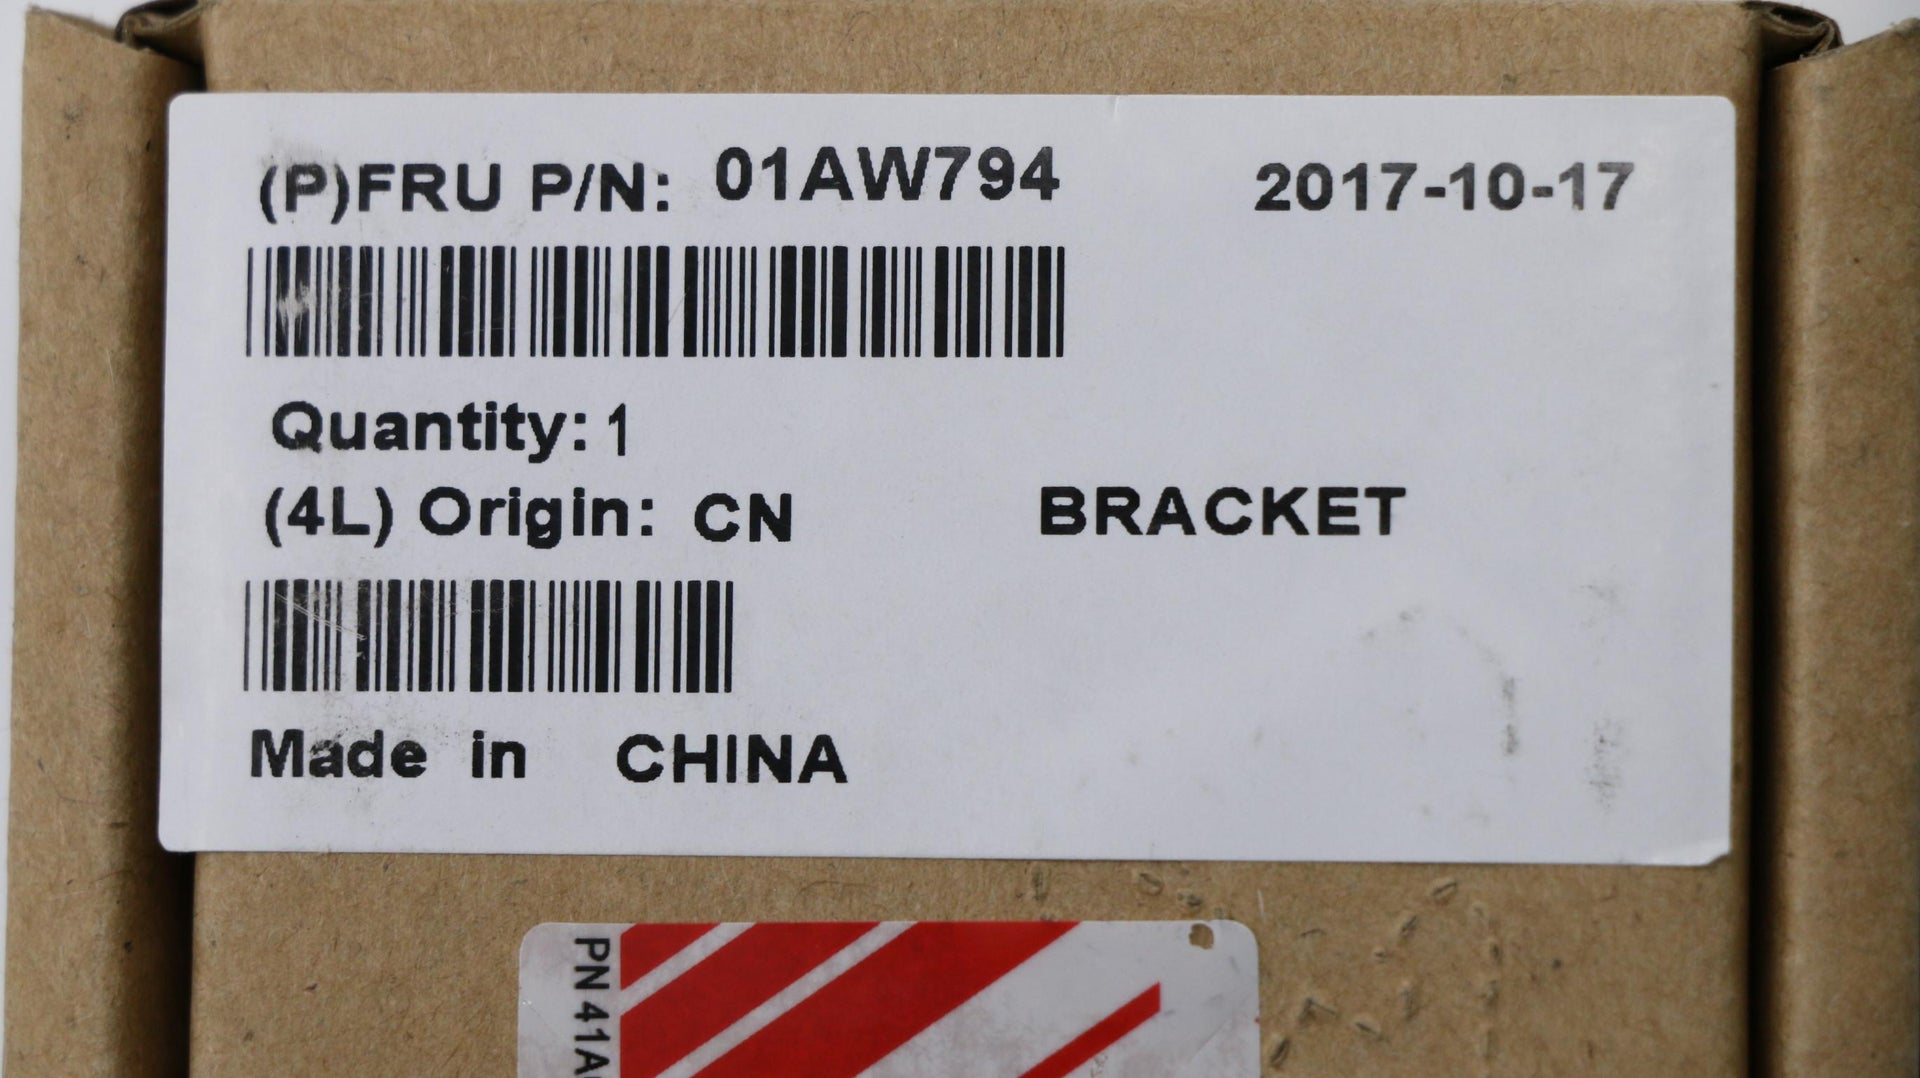 (P)FRU P/N: 01AW794 2017-10-17
Quantity: 1
(4L) Origin: CN BRACKET
Made in CHINA
PN 41A